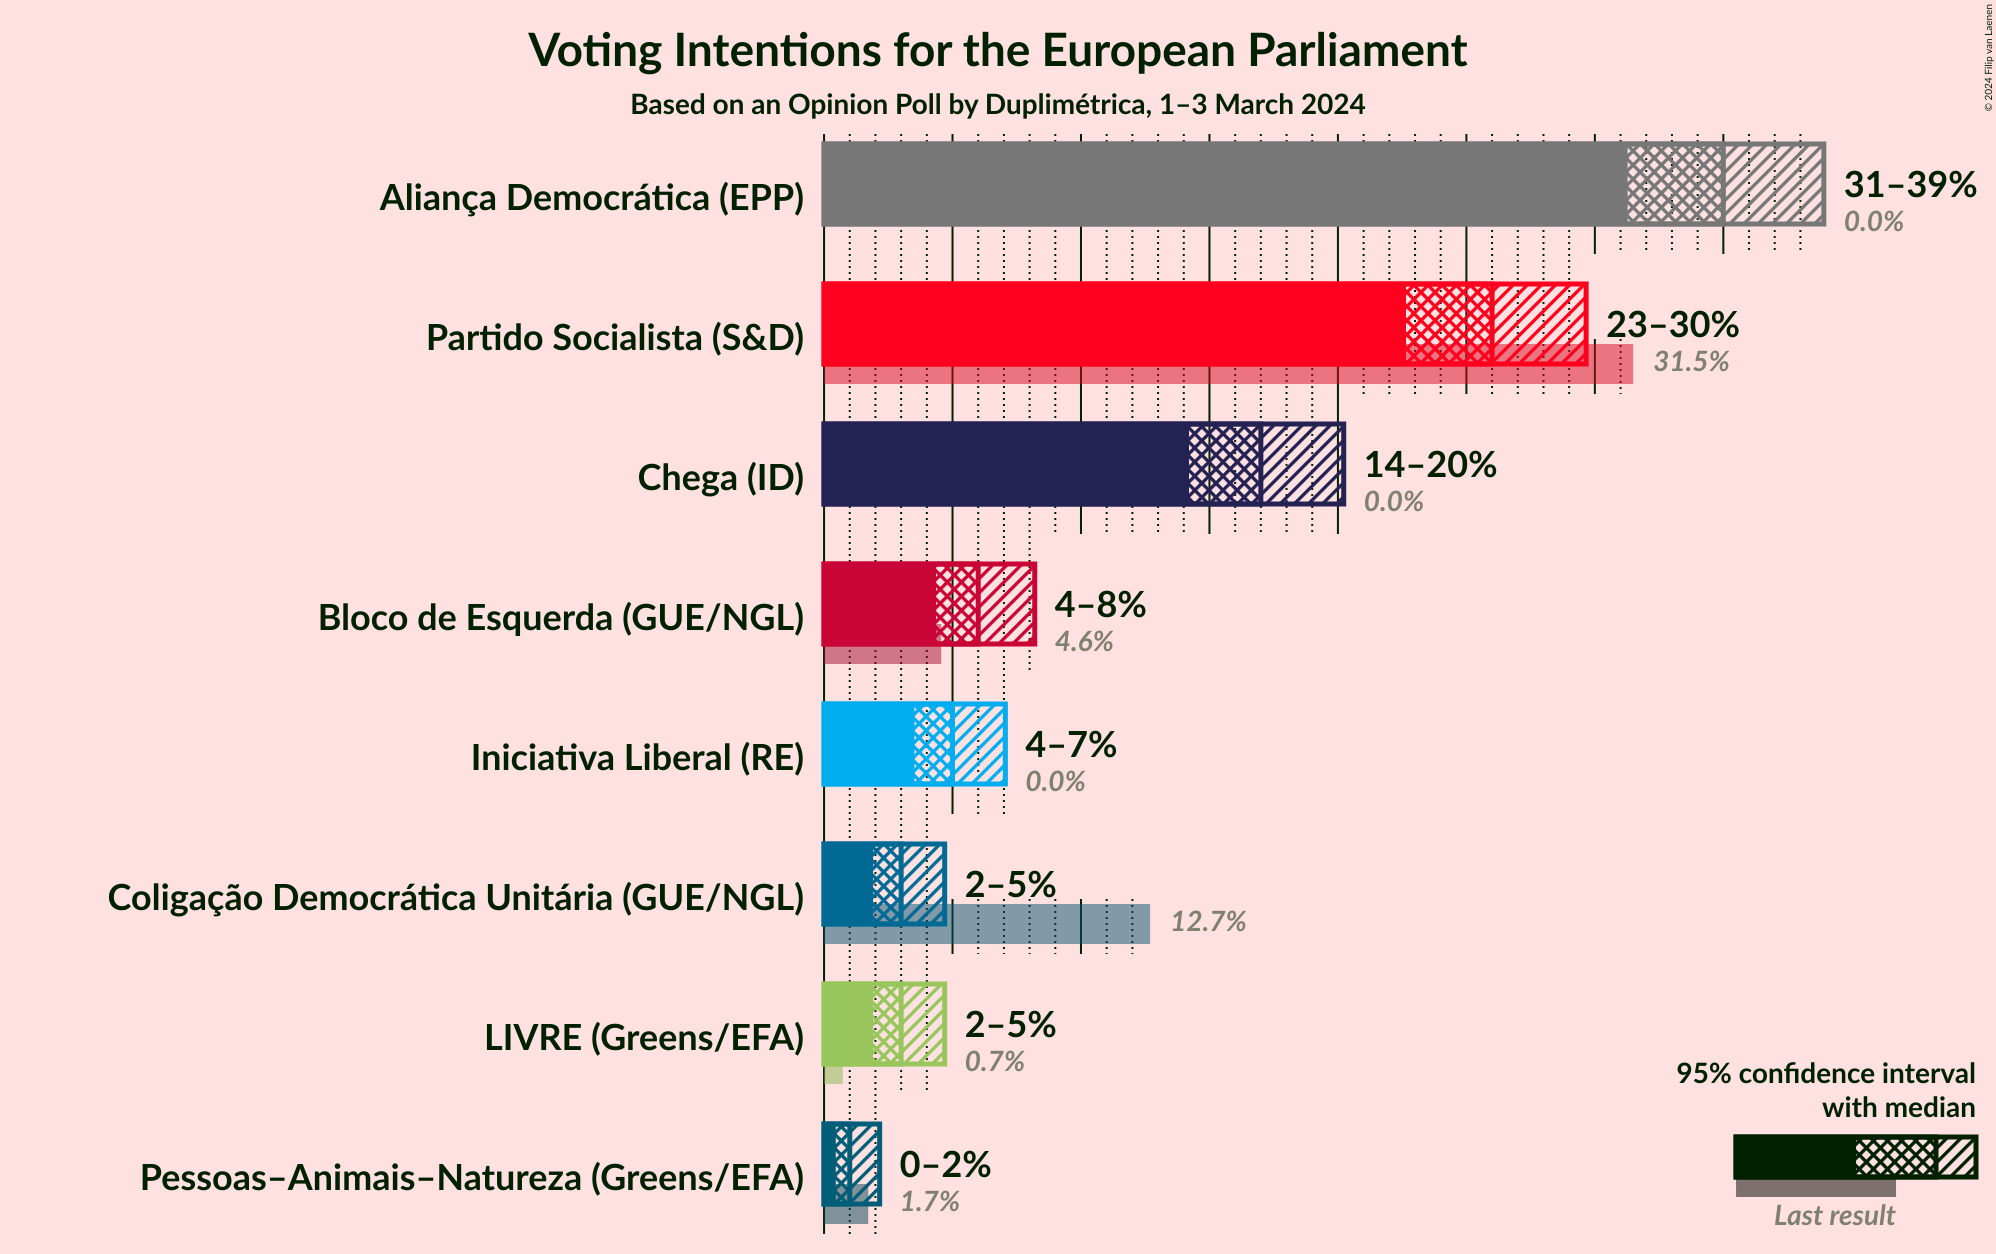 Voting Intentions for the European Parliament
Based on an Opinion Poll by Duplimétrica, 1–3 March 2024
© 2024 Filip van Laenen
Aliança Democrática (EPP)
31–39%
0.0%
Partido Socialista (S&D)
23–30%
31.5%
Chega (ID)
14–20%
0.0%
Bloco de Esquerda (GUE/NGL)
4–8%
4.6%
Iniciativa Liberal (RE)
4–7%
0.0%
Coligação Democrática Unitária (GUE/NGL)
2–5%
12.7%
LIVRE (Greens/EFA)
2–5%
0.7%
Pessoas–Animais–Natureza (Greens/EFA)
0–2%
1.7%
95% confidence interval
with median
Last result